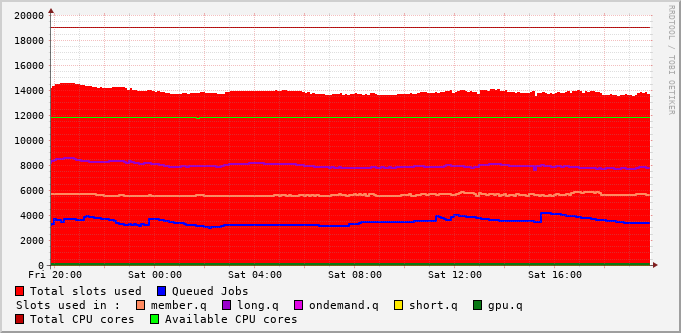 RRDTOOL / TOBI OETIKER
20000
18000
16000
14000
12000
10000
8000
6000
4000
2000
0
Fri 20:00 Sat 00:00 Sat 04:00 Sat 08:00 Sat 12:00 Sat 16:00
Total slots used Queued Jobs
Slots used in : member.q long.q ondemand.q short.q gpu.q
Total CPU cores Available CPU cores